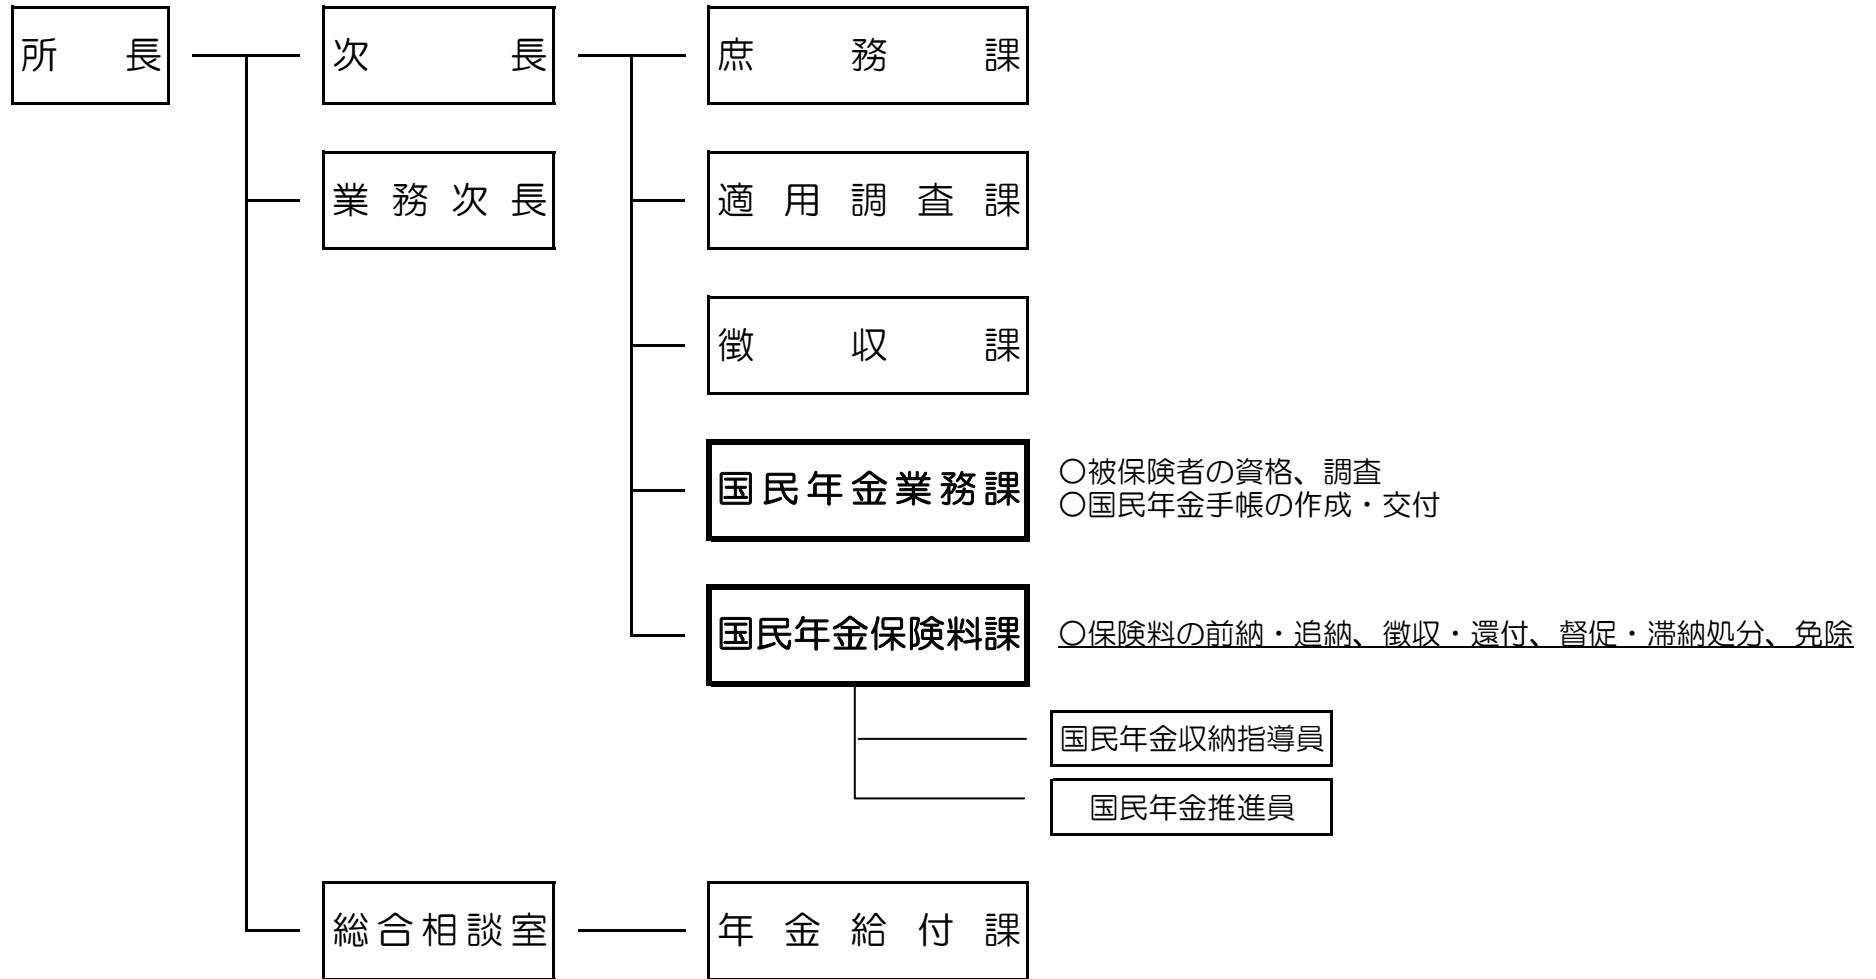 所長
次長
庶務課
業務次長
適用調査課
徴収課
国民年金業務課
〇被保険者の資格、調査
〇国民年金手帳の作成・交付
国民年金保険料課
〇保険料の前納・追納、徴収・還付、督促・滞納処分、免除
国民年金収納指導員
国民年金推進員
総合相談室
年金給付課